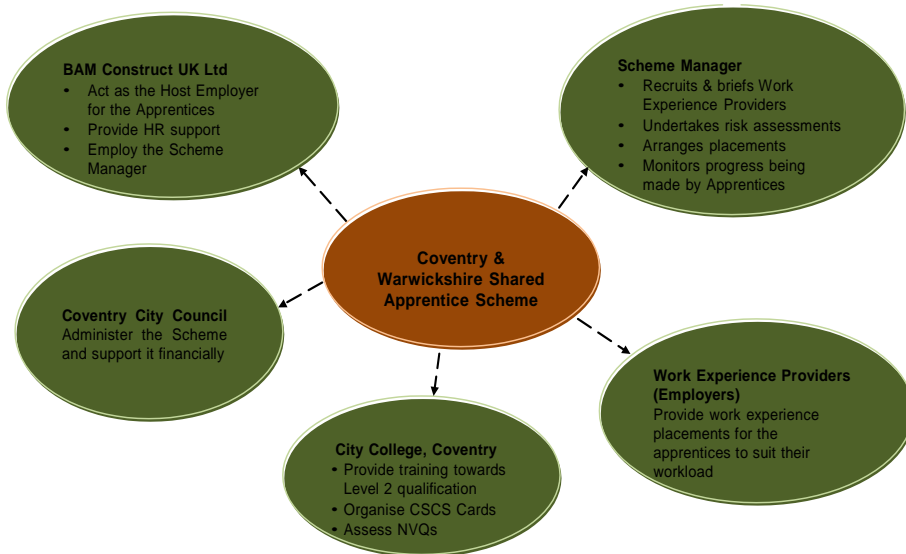 BAM Construct UK Ltd
• Act as the Host Employer
for the Apprentices
• Provide HR support
• Employ the Scheme
Manager
Scheme Manager
• Recruits & briefs Work
Experience Providers
• Undertakes risk assessments
• Arranges placements
• Monitors progress being
made by Apprentices
Coventry &
Warwickshire Shared
Apprentice Scheme
Coventry City Council
Administer the Scheme
and support it financially
Work Experience Providers
(Employers)
Provide work experience
placements for the
apprentices to suit their
workload
City College, Coventry
• Provide training towards
Level 2 qualification
• Organise CSCS Cards
• Assess NVQs